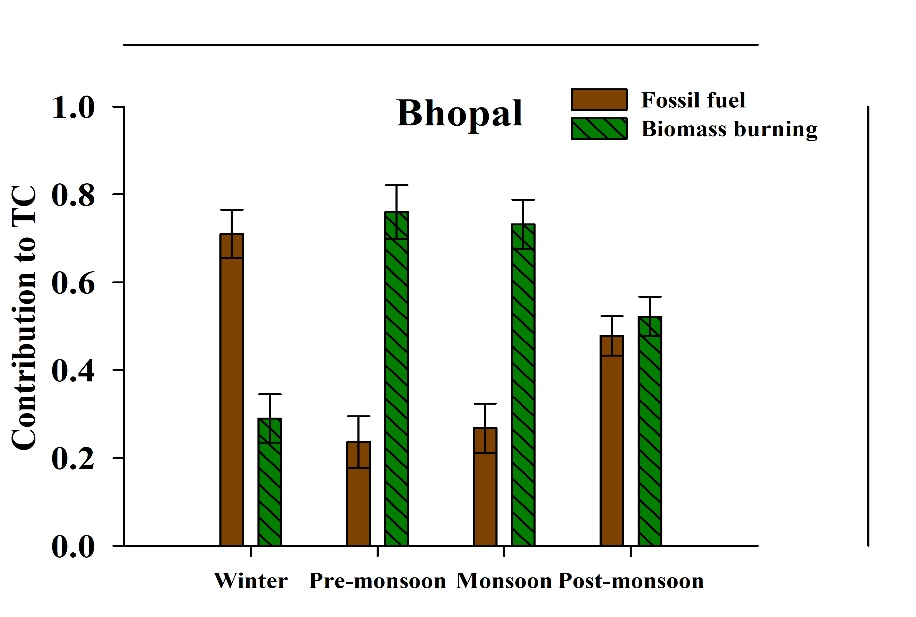 Bhopal
Fossil fuel
Biomass burning
Contribution to TC
1.0
0.8
0.6
0.4
0.2
0.0
Winter Pre-monsoon Monsoon Post-monsoon